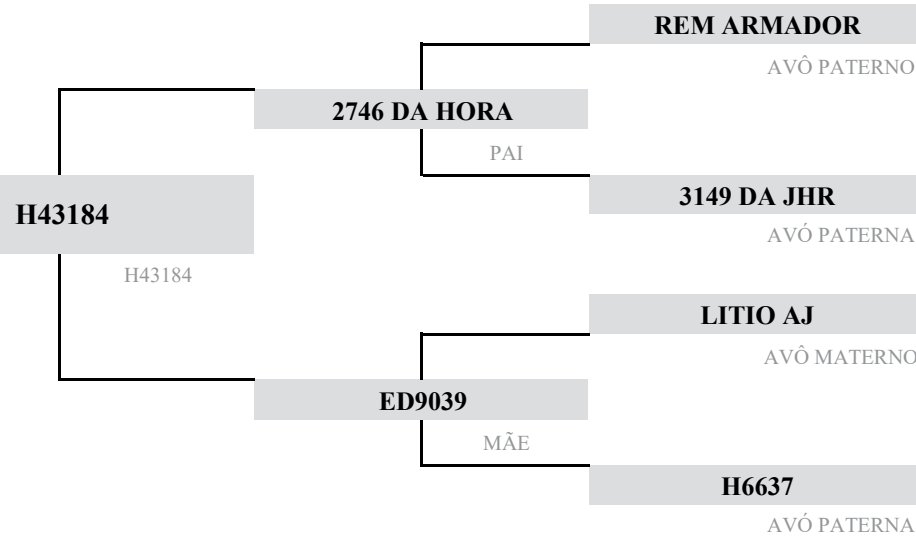 REM ARMADOR
AVÔ PATERNO
2746 DA HORA
PAI
3149 DA JHR
AVÓ PATERNA
H43184
H43184
LITIO AJ
AVÔ MATERNO
ED9039
MÃE
H6637
AVÓ PATERNA